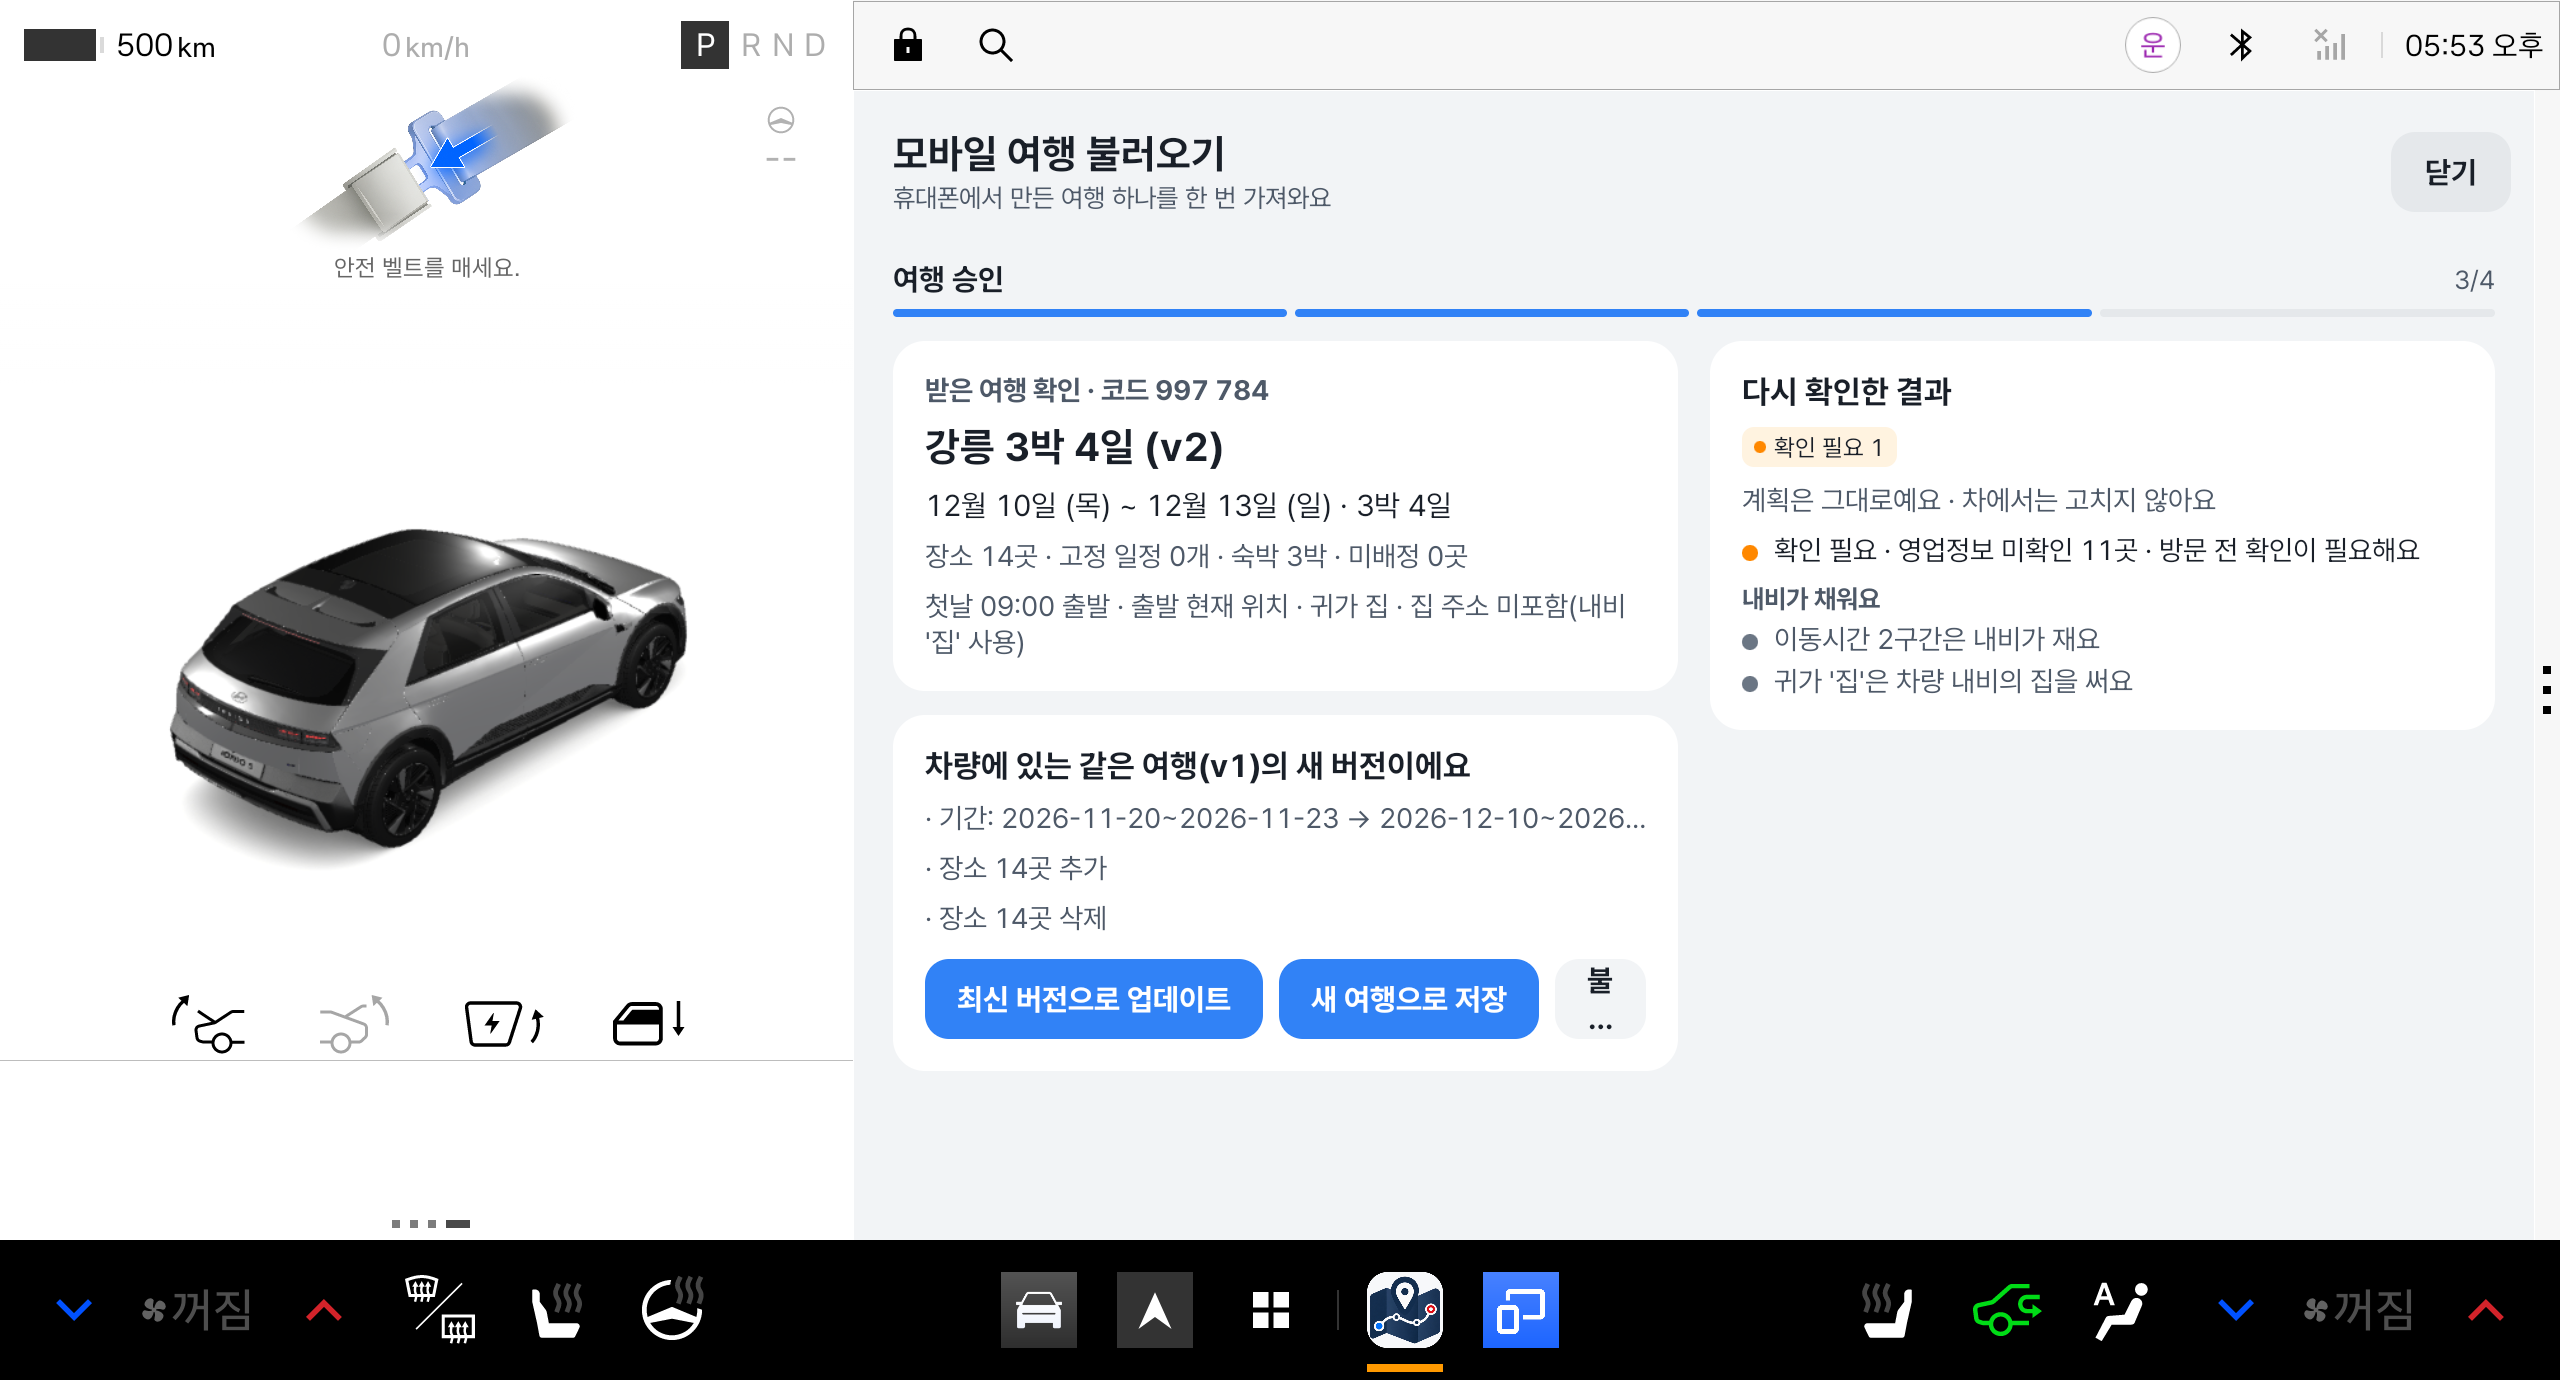 500 km
0 km/h
P R N D
안전 벨트를 매세요.
운
05:53 오후
모바일 여행 불러오기
휴대폰에서 만든 여행 하나를 한 번 가져와요
닫기
여행 승인
3/4
받은 여행 확인 · 코드 997 784
강릉 3박 4일 (v2)
12월 10일 (목) ~ 12월 13일 (일) · 3박 4일
장소 14곳 · 고정 일정 0개 · 숙박 3박 · 미배정 0곳
첫날 09:00 출발 · 출발 현재 위치 · 귀가 집 · 집 주소 미포함(내비
'집' 사용)
다시 확인한 결과
확인 필요 1
계획은 그대로예요 · 차에서는 고치지 않아요
확인 필요 · 영업정보 미확인 11곳 · 방문 전 확인이 필요해요
내비가 채워요
이동시간 2구간은 내비가 재요
귀가 '집'은 차량 내비의 집을 써요
차량에 있는 같은 여행(v1)의 새 버전이에요
· 기간: 2026-11-20~2026-11-23 → 2026-12-10~2026...
· 장소 14곳 추가
· 장소 14곳 삭제
최신 버전으로 업데이트
새 여행으로 저장
불
...
꺼짐
A
꺼짐